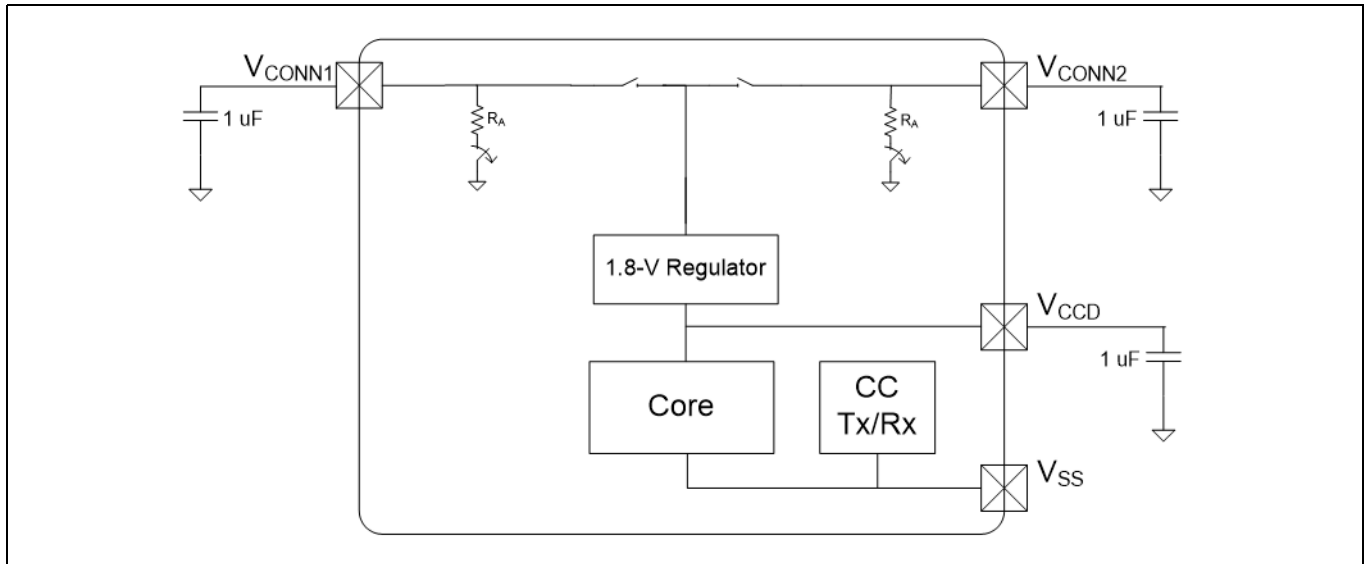 VCONN1
VCONN2
1 uF
RA
RA
1 uF
1.8-V Regulator
VCCD
1 uF
Core
CC
Tx/Rx
VSS